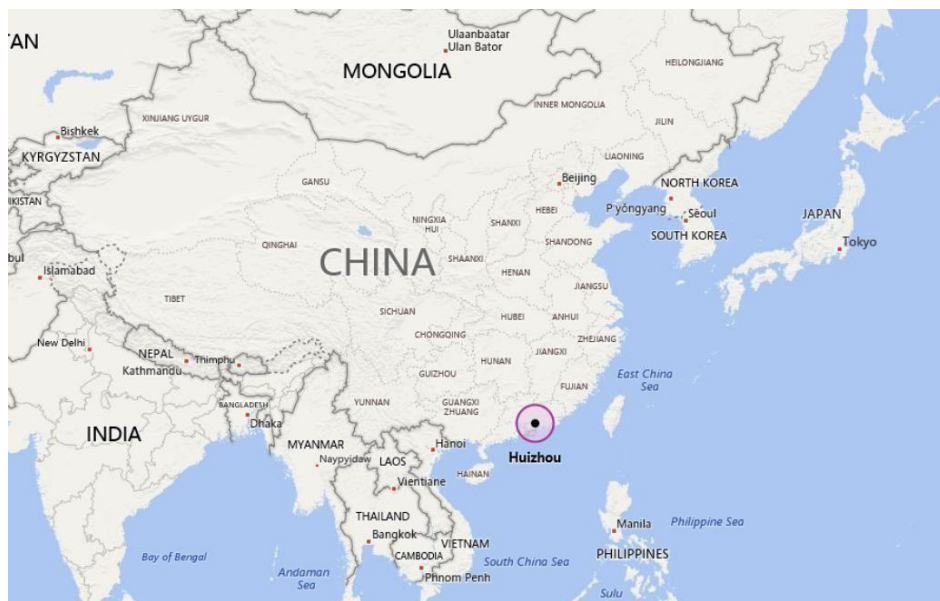 TAN
Ulaanbaatar
Ulan Bator
MONGOLIA
HEILONGJIANG
INNER MONGOLIA
JILIN
XINJIANG UYGUR
Bishkek
KYRGYZSTAN
LIAONING
GANSU
Beijing
NORTH KOREA
IKISTAN
P'yŏngyang
HEBEI
NINGXIA
HUI
SHANXI
Seoul
JAPAN
SOUTH KOREA
SHANDONG
Tokyo
QINGHAI
CHINA
SHAANXI
bul
Islamabad
HENAN
JIANGSU
TIBET
SICHUAN
HUBEI
ANHUI
CHONGQING
ZHEJIANG
New Delhi
NEPAL
Thimphu
JIANGXI
HUNAN
Kathmandu
GUIZHOU
East China
Sea
FUJIAN
YUNNAN
GUANGXI
ZHUANG
BANGLADESH
Dhaka
INDIA
MYANMAR
Hanoi
Huizhou
Naypyidaw
LAOS
HAINAN
Vientiane
THAILAND
Manila
Philippine Sea
Bangkok
VIETNAM
PHILIPPINES
Bay of Bengal
CAMBODIA
South China Sea
Andaman
Sea
Phnom Penh
Sulu